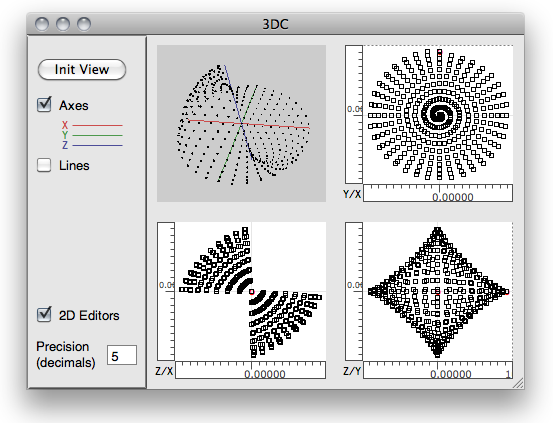 3DC
Init View
Axes
X
Y
Z
Lines
2D Editors
Precision
(decimals)
5
0.0
Y/X
0.00000
0.0
Z/X
0.00000
0.0
Z/Y
0.00000
1